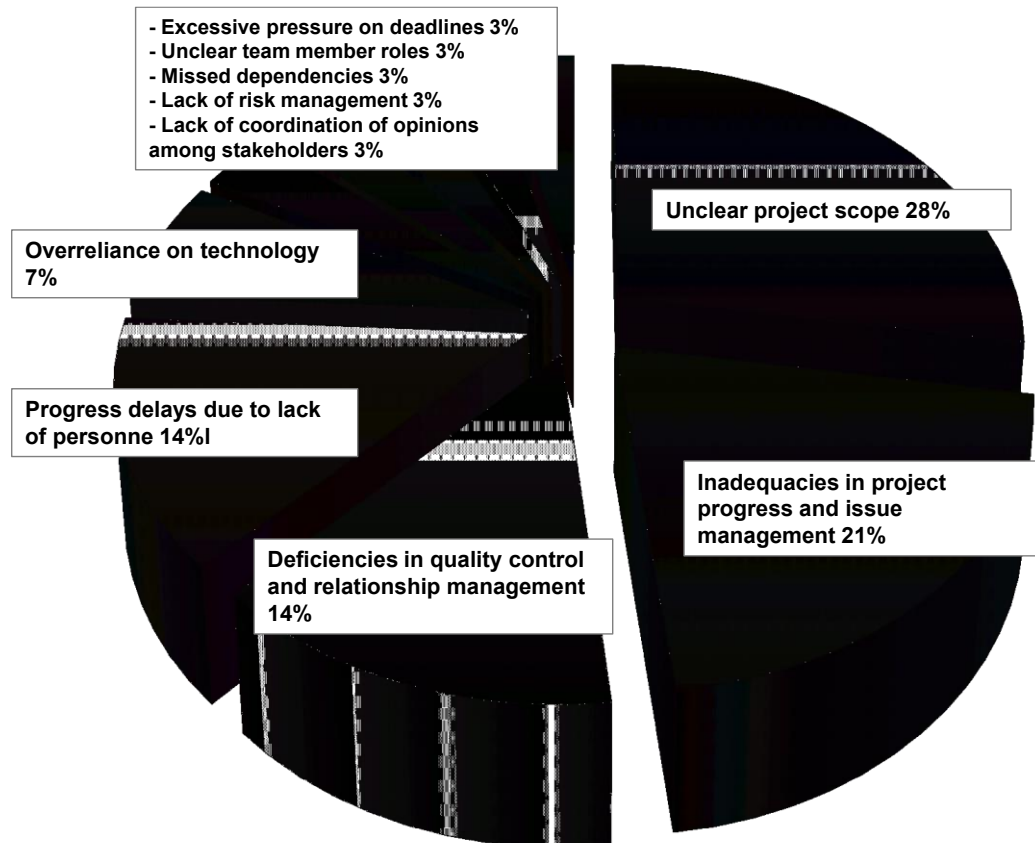 - Excessive pressure on deadlines 3%
- Unclear team member roles 3%
- Missed dependencies 3%
- Lack of risk management 3%
- Lack of coordination of opinions
among stakeholders 3%
Unclear project scope 28%
Overreliance on technology
7%
Progress delays due to lack
of personne 14%l
Inadequacies in project
progress and issue
management 21%
Deficiencies in quality control
and relationship management
14%